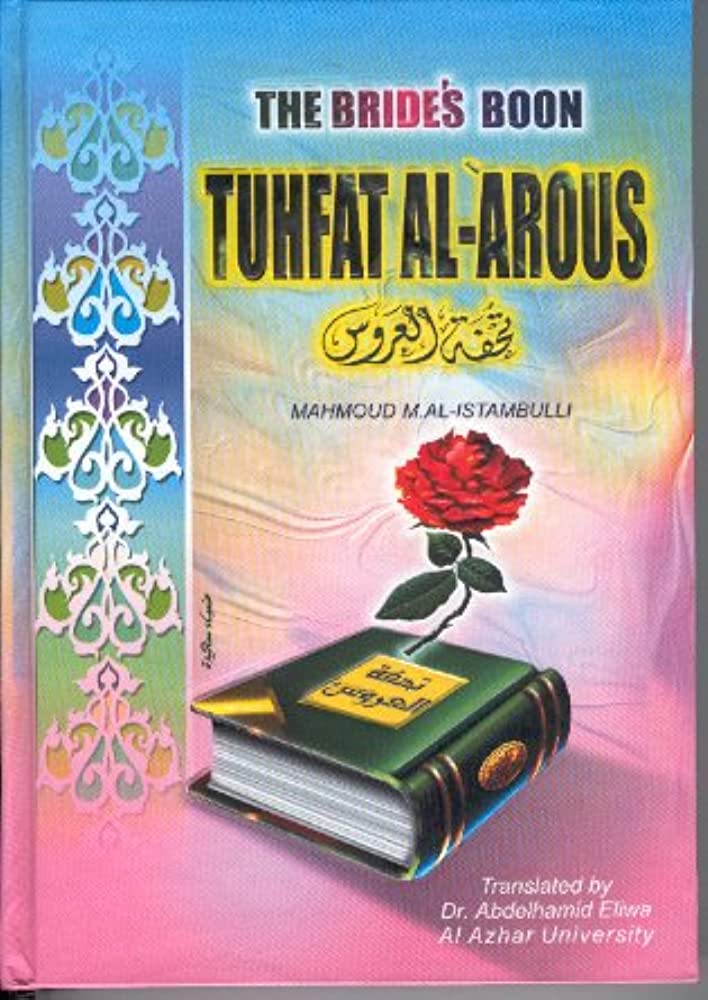 THE BRIDE'S BOON
TUHFAT AL-`AROUS
تحفة العروس
MAHMOUD M.AL-ISTAMBULLI
تحفة
العروس
Translated by
Dr. Abdelhamid Eliwa
Al Azhar University